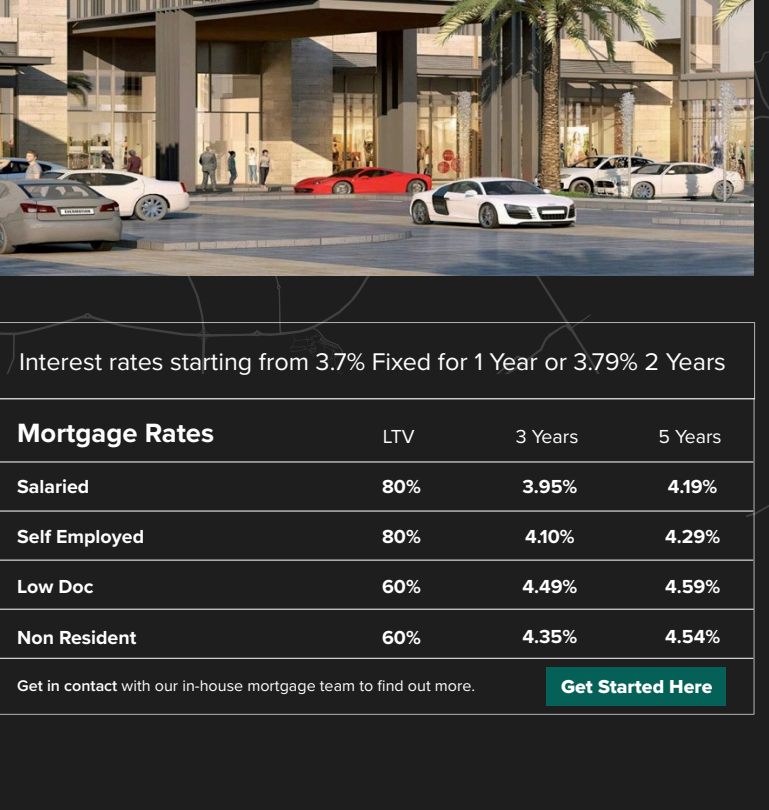 Interest rates starting from 3.7% Fixed for 1 Year or 3.79% 2 Years
Mortgage Rates LTV 3 Years 5 Years
Salaried 80% 3.95% 4.19%
Self Employed 80% 4.10% 4.29%
Low Doc 60% 4.49% 4.59%
Non Resident 60% 4.35% 4.54%
Get in contact with our in-house mortgage team to find out more. Get Started Here